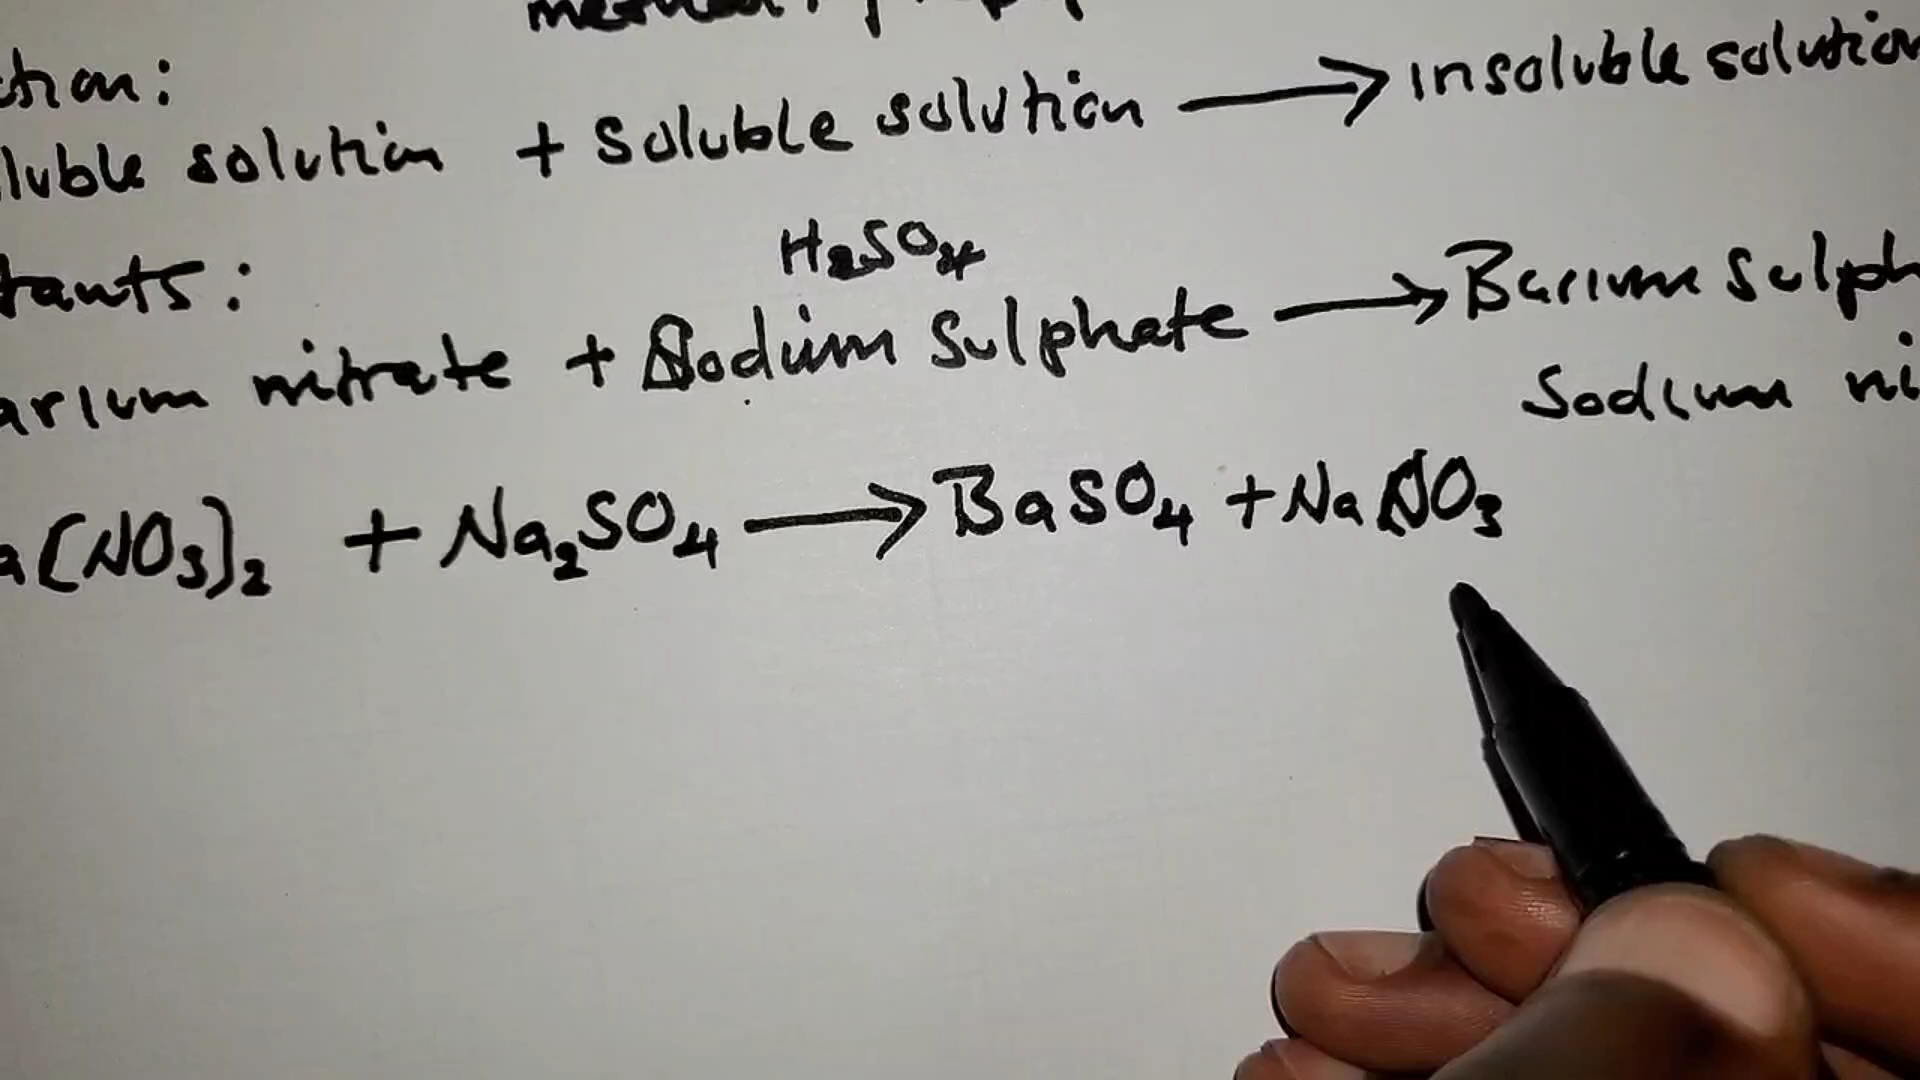 ction:
luble solution + Soluble solution → insoluble solution
H₂SO₄
tants:
arium nitrate + Sodium Sulphate → Barium Sulph
Sodium ni
a(NO₃)₂ + Na₂SO₄ → BaSO₄ + NaNO₃